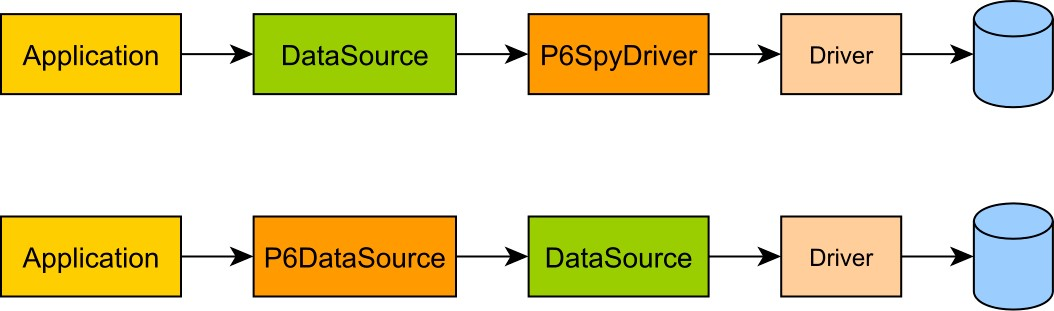 Application
DataSource
P6SpyDriver
Driver
Application
P6DataSource
DataSource
Driver